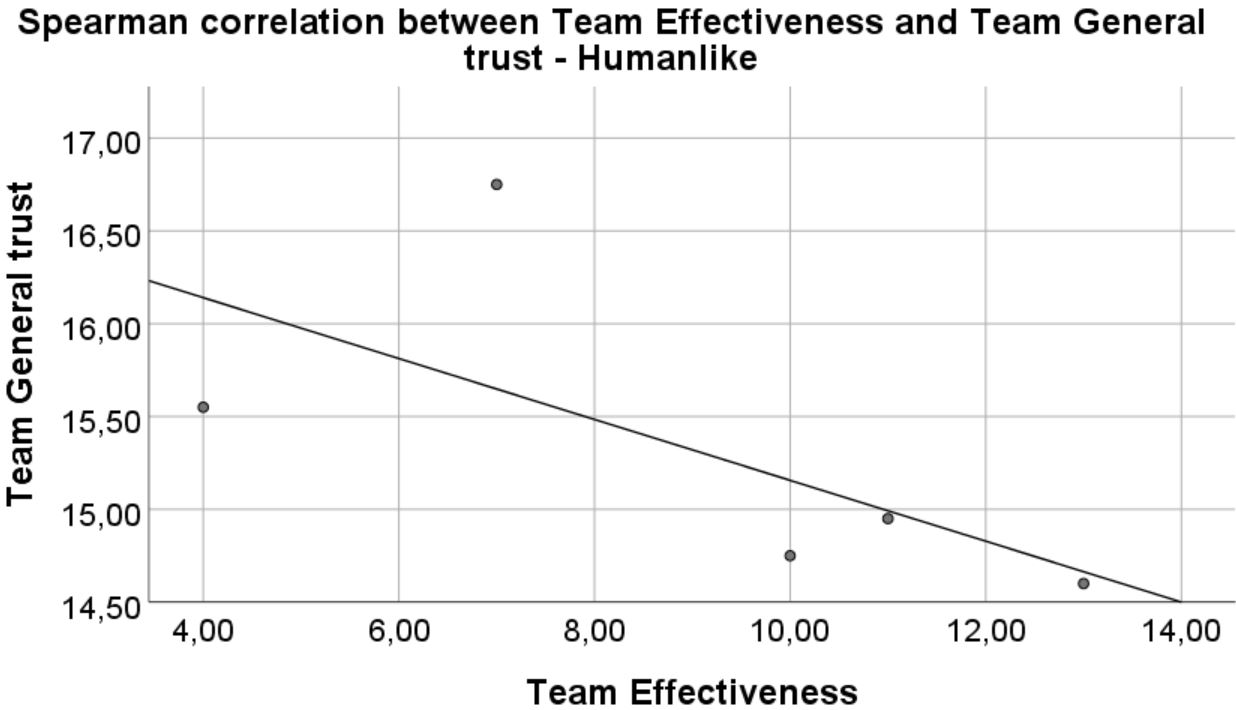 Spearman correlation between Team Effectiveness and Team General
trust - Humanlike
Team General trust
17,00
16,50
16,00
15,50
15,00
14,50
4,00 6,00 8,00 10,00 12,00 14,00
Team Effectiveness